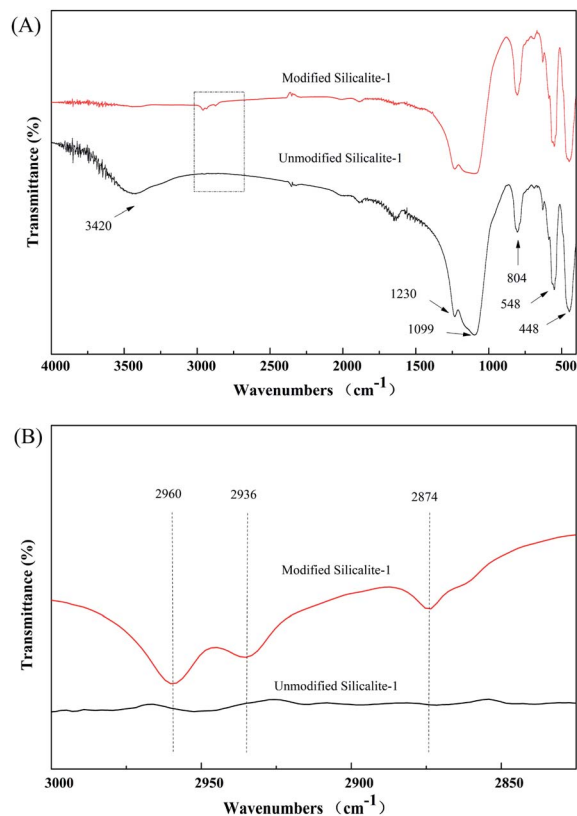 (A)
Modified Silicalite-1
Unmodified Silicalite-1
3420
1230
1099
804
548
448
Transmittance (%)
4000 3500 3000 2500 2000 1500 1000 500
Wavenumbers（cm-1）
(B)
2960 2936 2874
Modified Silicalite-1
Unmodified Silicalite-1
Transmittance (%)
3000 2950 2900 2850
Wavenumbers（cm-1）